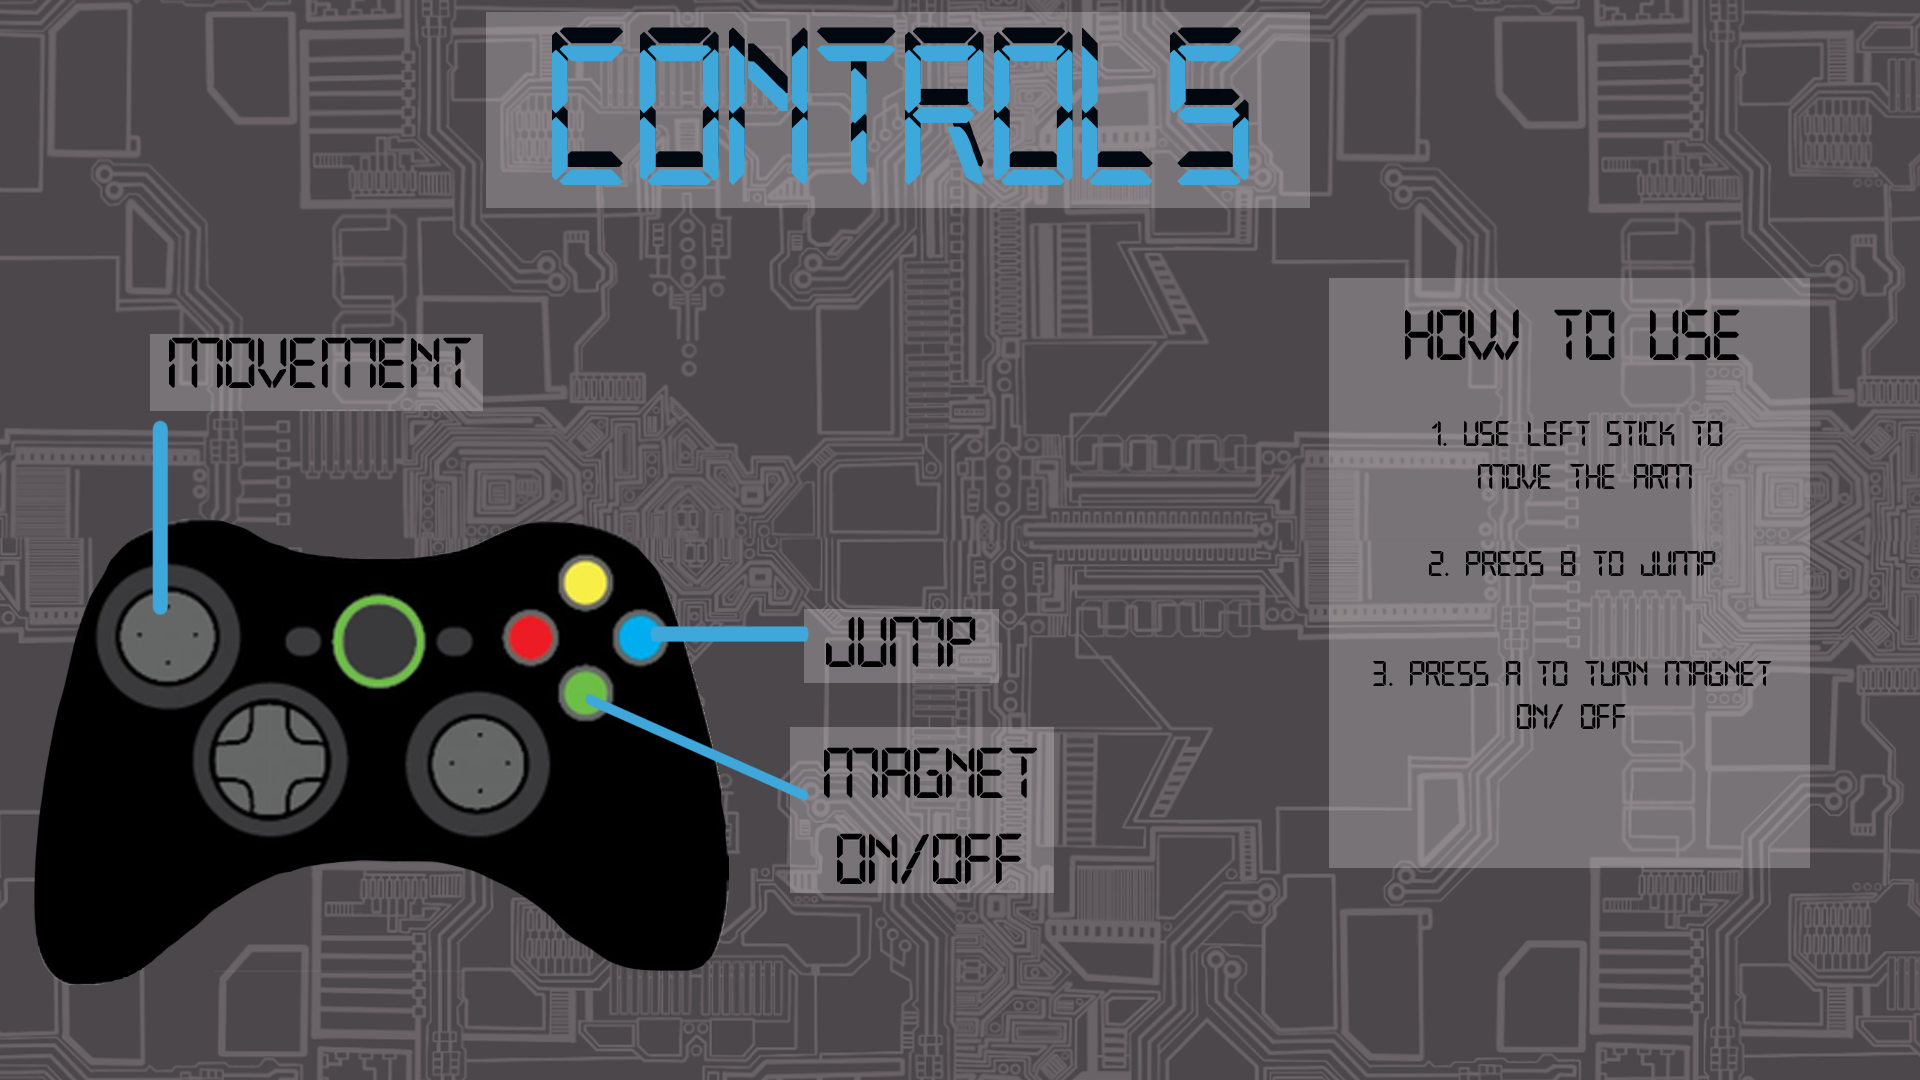 CONTROLS
MOVEMENT
JUMP
MAGNET
ON/OFF
HOW TO USE
1. USE LEFT STICK TO
MOVE THE ARM
2. PRESS B TO JUMP
3. PRESS A TO TURN MAGNET
ON/ OFF